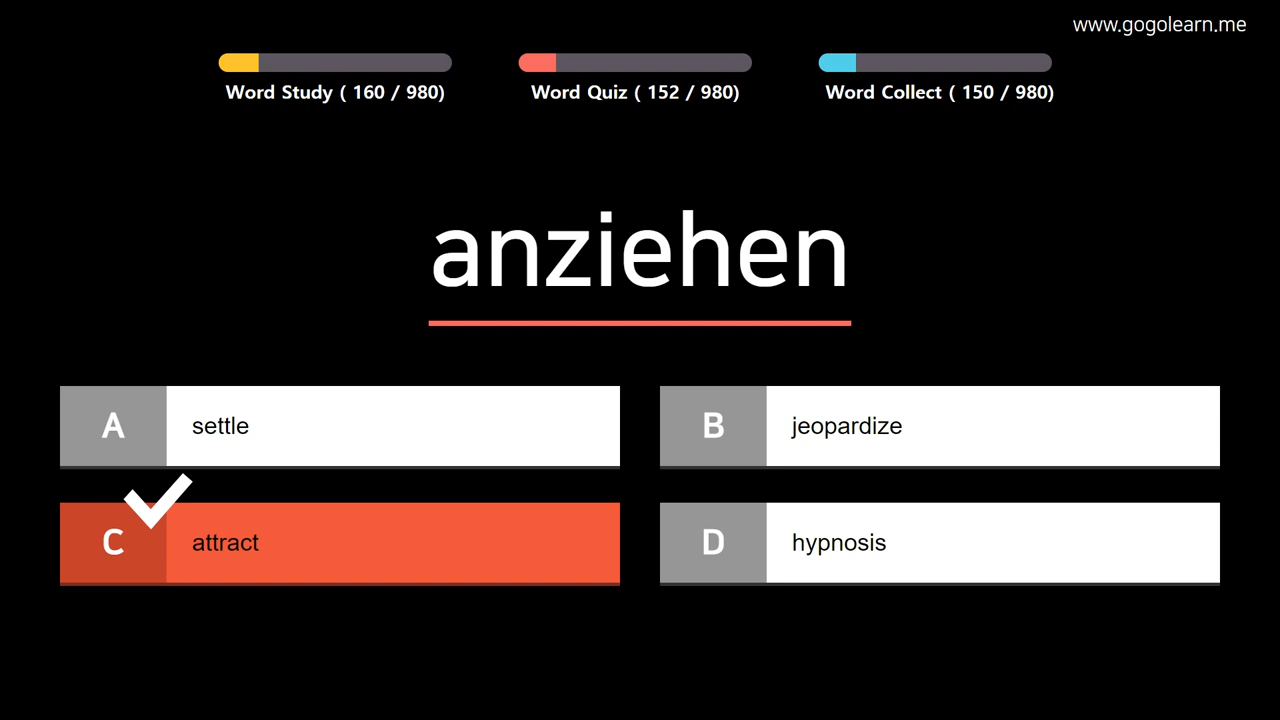 www.gogolearn.me
Word Study ( 160 / 980)
Word Quiz ( 152 / 980)
Word Collect ( 150 / 980)
anziehen
A settle
B jeopardize
C attract
D hypnosis